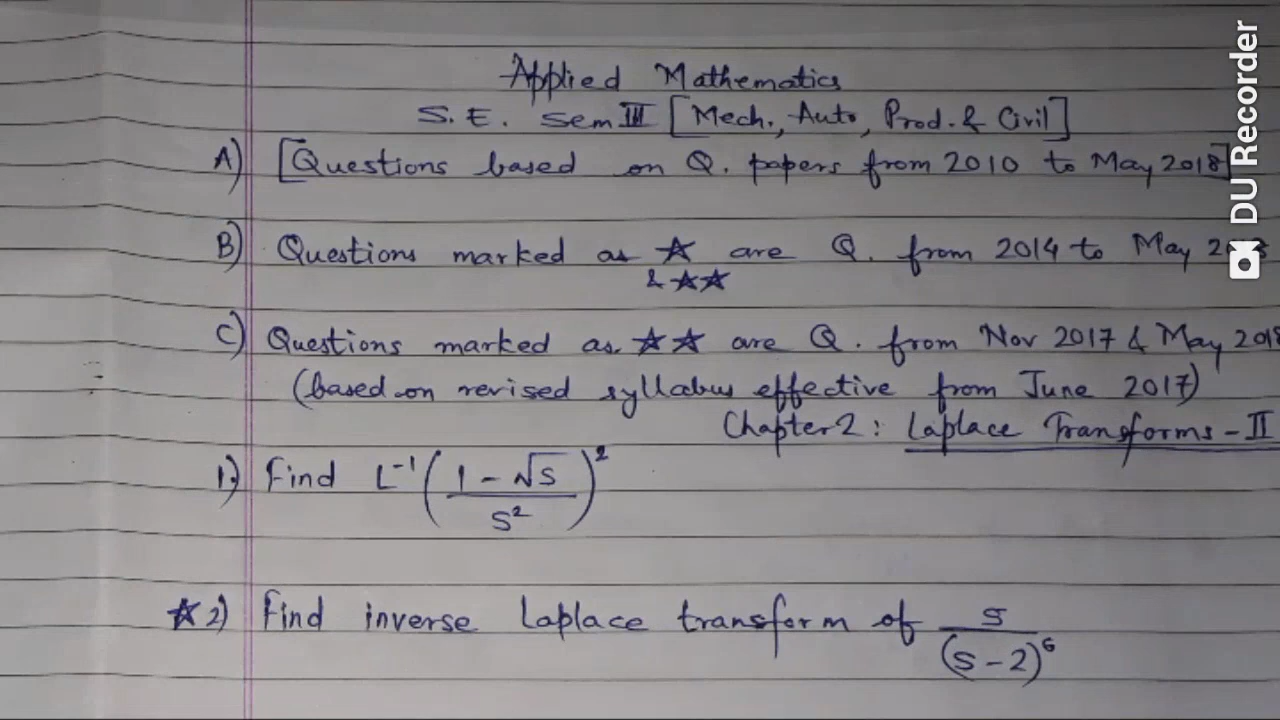 Applied Mathematics
S.E. Sem III [Mech., Auto, Prod. & Civil]
A) [Questions based on Q. papers from 2010 to May 2018]
B) Questions marked as ☆ are Q. from 2014 to May
& ☆☆
C) Questions marked as ☆☆ are Q. from Nov 2017 & May 2018
(based on revised syllabus effective from June 2017)
Chapter 2: Laplace Transforms - II
1) Find L⁻¹ ( (1 - √s) / s² )²
☆ 2) Find inverse Laplace transform of s / (s - 2)⁶
DU Recorder